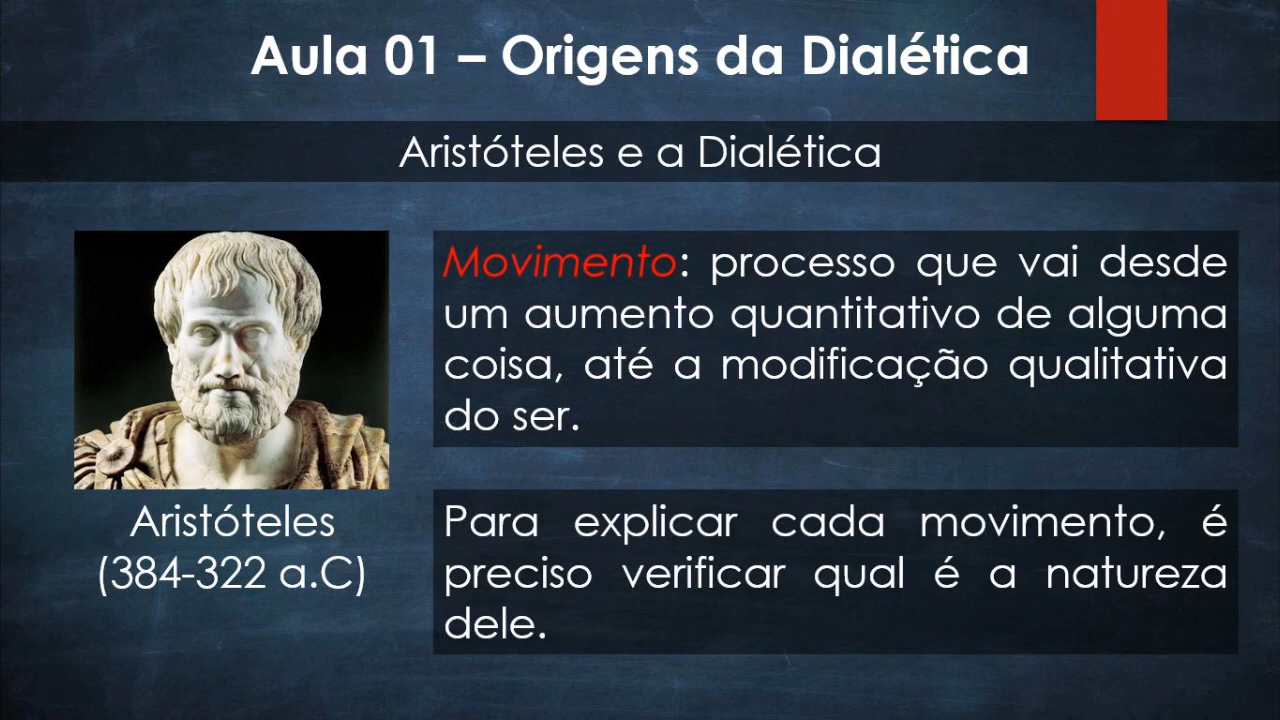 Aula 01 – Origens da Dialética
Aristóteles e a Dialética
Movimento: processo que vai desde
um aumento quantitativo de alguma
coisa, até a modificação qualitativa
do ser.
Aristóteles
(384-322 a.C)
Para explicar cada movimento, é
preciso verificar qual é a natureza
dele.